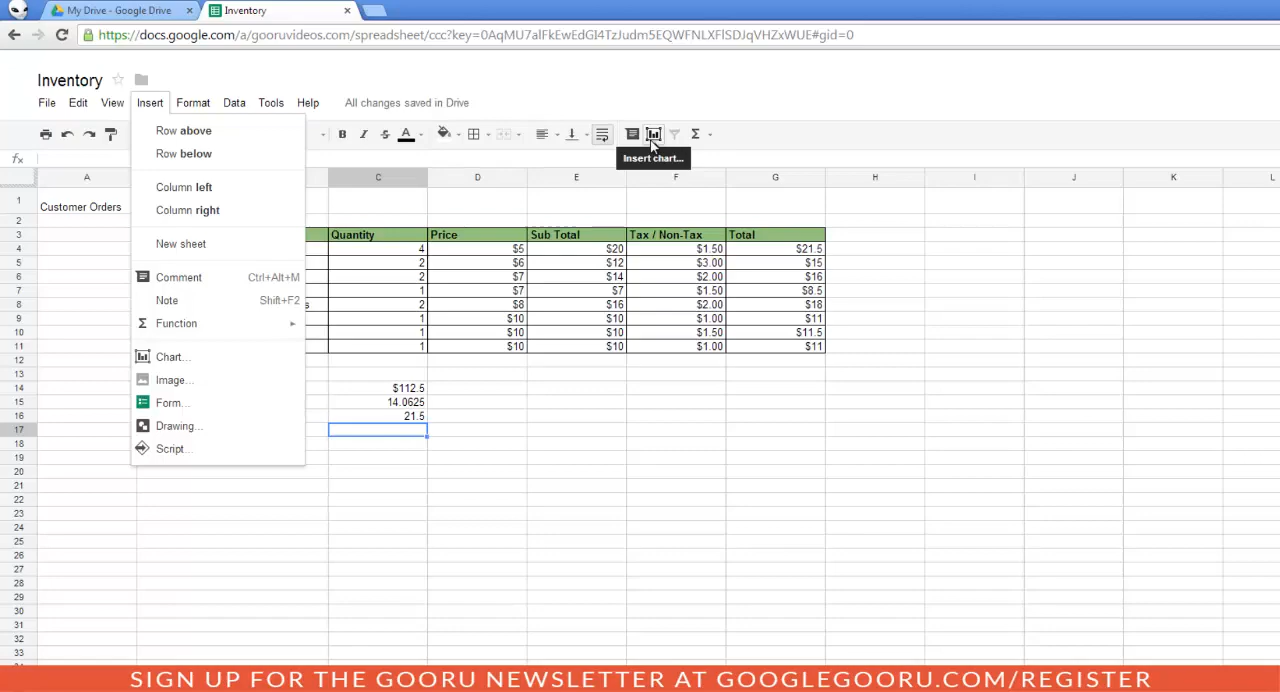 My Drive - Google Drive × Inventory ×
https://docs.google.com/a/gooruvideos.com/spreadsheet/ccc?key=0AqMU7alFkEwEdGI4TzJudm5EQWFNLXFlSDJqVHZxWUE#gid=0
Inventory
File Edit View Insert Format Data Tools Help All changes saved in Drive
B I S A Σ
Insert chart...
fx
A C D E F G H I J K L
Row above
Row below
Column left
Column right
New sheet
Comment Ctrl+Alt+M
Note Shift+F2
Σ Function
Chart...
Image...
Form...
Drawing...
Script...
1 Customer Orders
2
3 Quantity Price Sub Total Tax / Non-Tax Total
4 4 $5 $20 $1.50 $21.5
5 2 $6 $12 $3.00 $15
6 2 $7 $14 $2.00 $16
7 1 $7 $7 $1.50 $8.5
8 s 2 $8 $16 $2.00 $18
9 1 $10 $10 $1.00 $11
10 1 $10 $10 $1.50 $11.5
11 1 $10 $10 $1.00 $11
12
13
14 $112.5
15 14.0625
16 21.5
17
18
19
20
21
22
23
24
25
26
27
28
29
30
31
32
33
SIGN UP FOR THE GOORU NEWSLETTER AT GOOGLEGOORU.COM/REGISTER